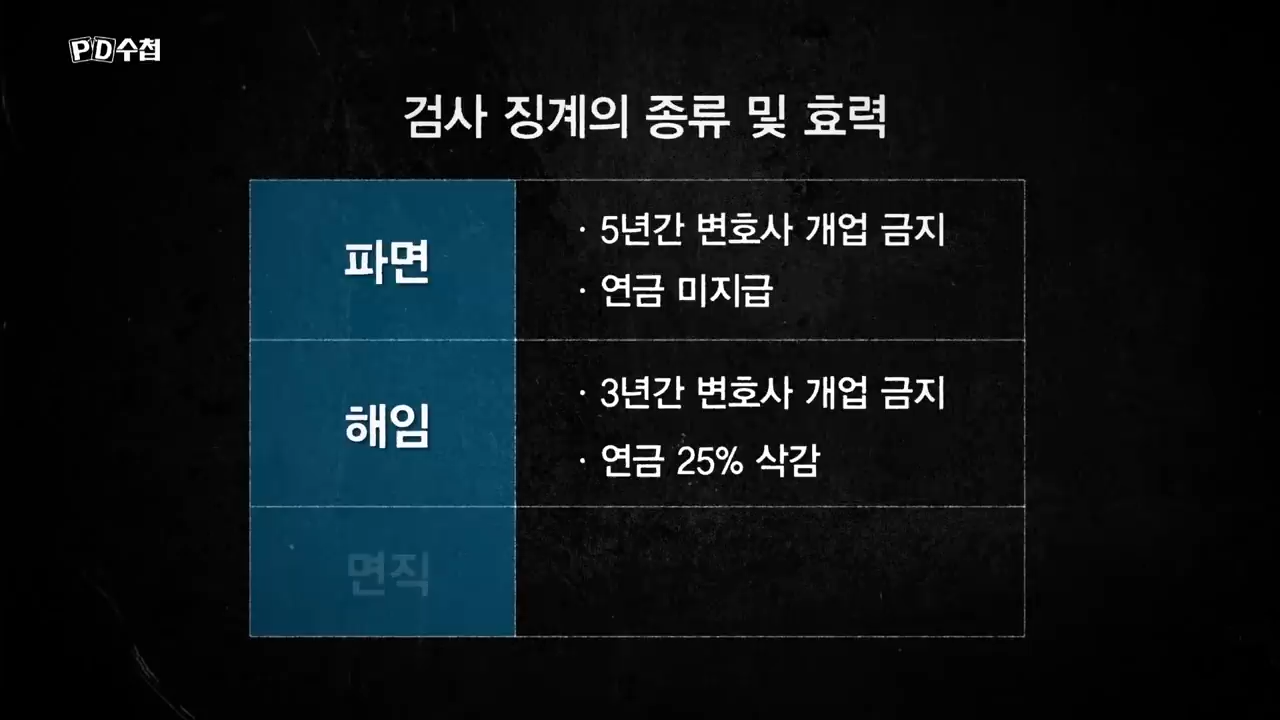 PD수첩
검사 징계의 종류 및 효력
파면
· 5년간 변호사 개업 금지
· 연금 미지급
해임
· 3년간 변호사 개업 금지
· 연금 25% 삭감
면직